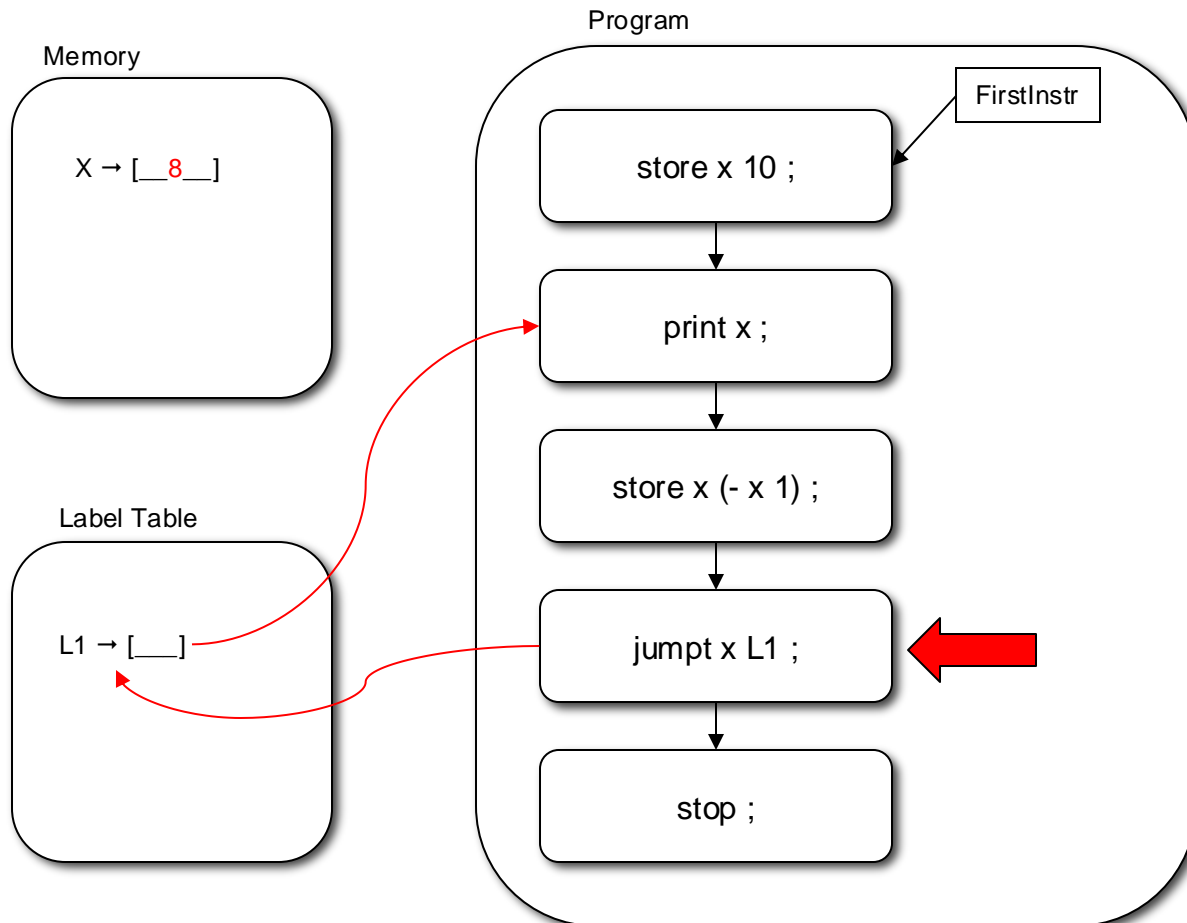 Program
Memory
FirstInstr
X → [__8__]
store x 10 ;
print x ;
store x (- x 1) ;
Label Table
L1 → [___]
jumpt x L1 ;
stop ;